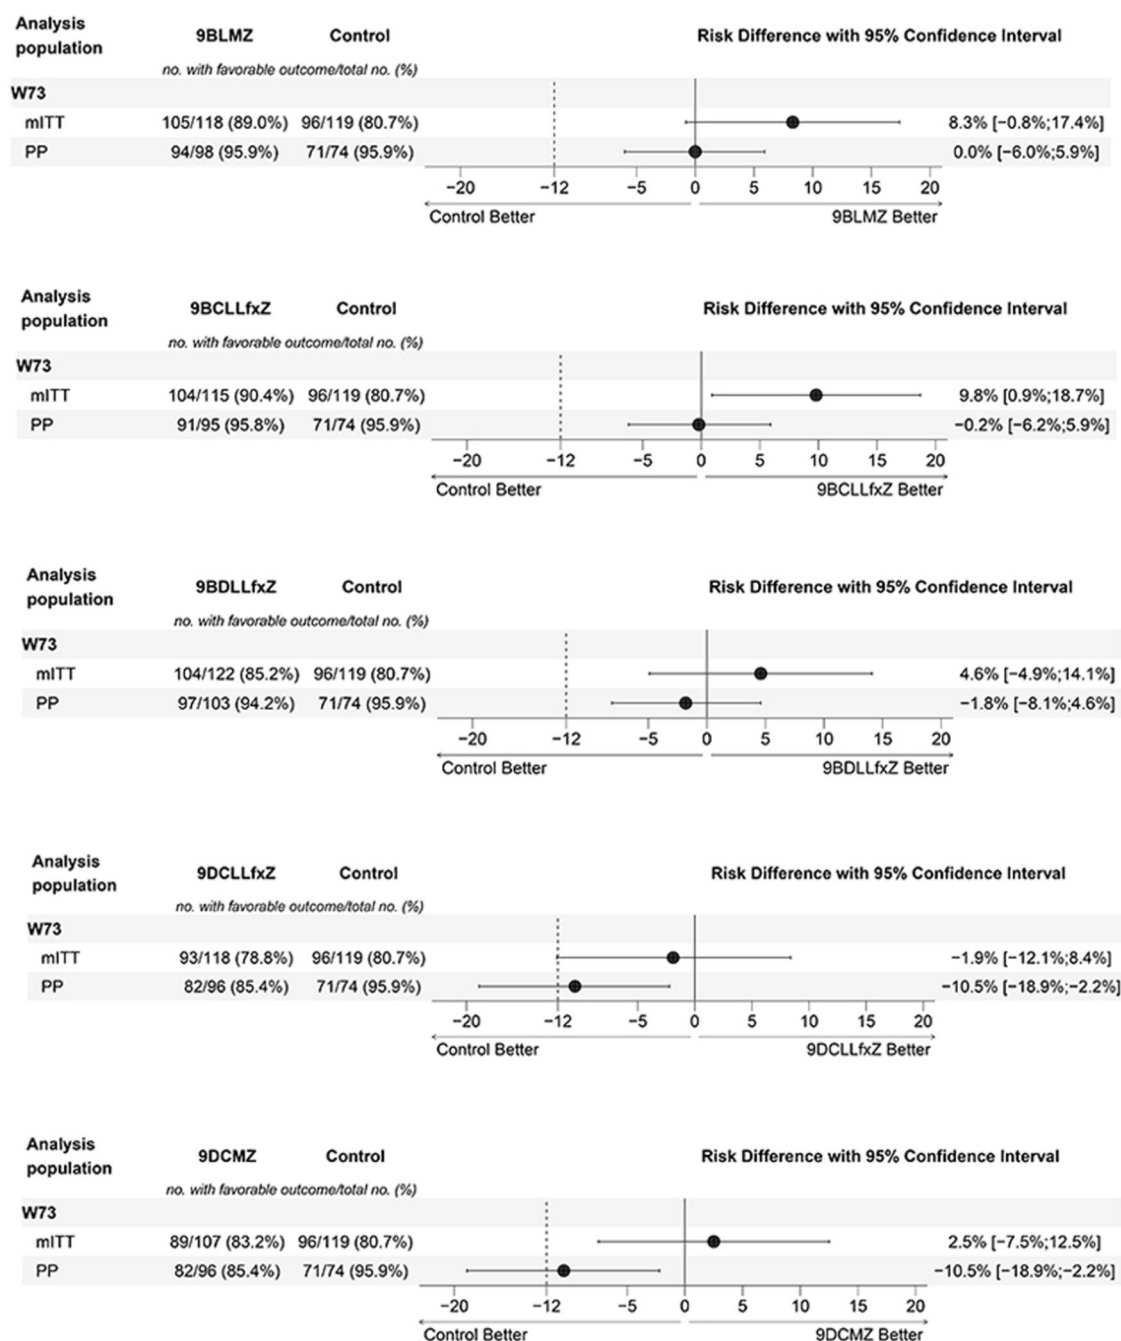 Analysis population 9BLMZ Control Risk Difference with 95% Confidence Interval
no. with favorable outcome/total no. (%)
W73
mITT 105/118 (89.0%) 96/119 (80.7%) 8.3% [−0.8%;17.4%]
PP 94/98 (95.9%) 71/74 (95.9%) 0.0% [−6.0%;5.9%]
−20 −12 −5 0 5 10 15 20
Control Better 9BLMZ Better
Analysis population 9BCLLfxZ Control Risk Difference with 95% Confidence Interval
no. with favorable outcome/total no. (%)
W73
mITT 104/115 (90.4%) 96/119 (80.7%) 9.8% [0.9%;18.7%]
PP 91/95 (95.8%) 71/74 (95.9%) −0.2% [−6.2%;5.9%]
−20 −12 −5 0 5 10 15 20
Control Better 9BCLLfxZ Better
Analysis population 9BDLLfxZ Control Risk Difference with 95% Confidence Interval
no. with favorable outcome/total no. (%)
W73
mITT 104/122 (85.2%) 96/119 (80.7%) 4.6% [−4.9%;14.1%]
PP 97/103 (94.2%) 71/74 (95.9%) −1.8% [−8.1%;4.6%]
−20 −12 −5 0 5 10 15 20
Control Better 9BDLLfxZ Better
Analysis population 9DCLLfxZ Control Risk Difference with 95% Confidence Interval
no. with favorable outcome/total no. (%)
W73
mITT 93/118 (78.8%) 96/119 (80.7%) −1.9% [−12.1%;8.4%]
PP 82/96 (85.4%) 71/74 (95.9%) −10.5% [−18.9%;−2.2%]
−20 −12 −5 0 5 10 15 20
Control Better 9DCLLfxZ Better
Analysis population 9DCMZ Control Risk Difference with 95% Confidence Interval
no. with favorable outcome/total no. (%)
W73
mITT 89/107 (83.2%) 96/119 (80.7%) 2.5% [−7.5%;12.5%]
PP 82/96 (85.4%) 71/74 (95.9%) −10.5% [−18.9%;−2.2%]
−20 −12 −5 0 5 10 15 20
Control Better 9DCMZ Better